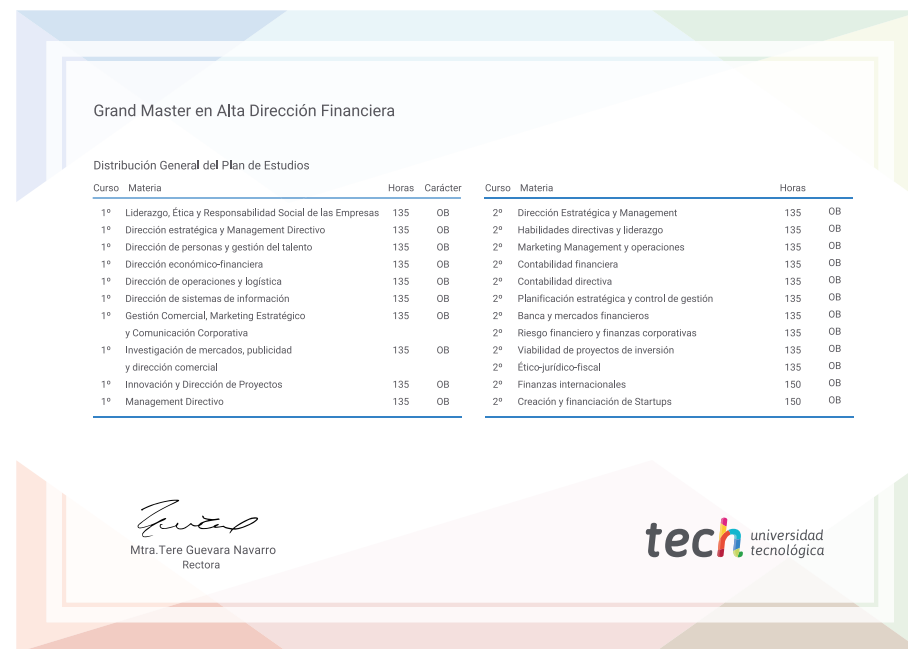 Grand Master en Alta Dirección Financiera
Distribución General del Plan de Estudios
Curso Materia Horas Carácter
1º Liderazgo, Ética y Responsabilidad Social de las Empresas 135 OB
1º Dirección estratégica y Management Directivo 135 OB
1º Dirección de personas y gestión del talento 135 OB
1º Dirección económico-financiera 135 OB
1º Dirección de operaciones y logística 135 OB
1º Dirección de sistemas de información 135 OB
1º Gestión Comercial, Marketing Estratégico 135 OB
y Comunicación Corporativa
1º Investigación de mercados, publicidad 135 OB
y dirección comercial
1º Innovación y Dirección de Proyectos 135 OB
1º Management Directivo 135 OB
Curso Materia Horas
2º Dirección Estratégica y Management 135 OB
2º Habilidades directivas y liderazgo 135 OB
2º Marketing Management y operaciones 135 OB
2º Contabilidad financiera 135 OB
2º Contabilidad directiva 135 OB
2º Planificación estratégica y control de gestión 135 OB
2º Banca y mercados financieros 135 OB
2º Riesgo financiero y finanzas corporativas 135 OB
2º Viabilidad de proyectos de inversión 135 OB
2º Ético-jurídico-fiscal 135 OB
2º Finanzas internacionales 150 OB
2º Creación y financiación de Startups 150 OB
Mtra.Tere Guevara Navarro
Rectora
tech universidad
tecnológica